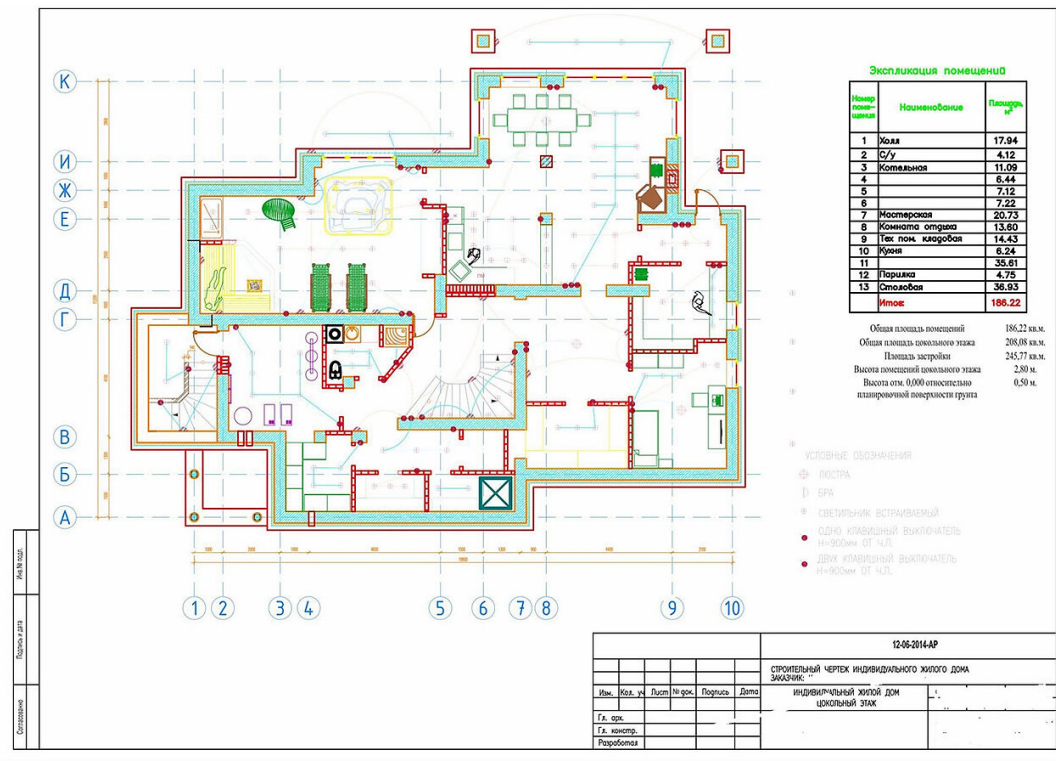 Экспликация помещений
Номер помещения Наименование Площадь, м²
1 Холл 17.94
2 С/у 4.12
3 Котельная 11.09
4 6.44
5 7.12
6 7.22
7 Мастерская 20.73
8 Комната отдыха 13.60
9 Тех пом. кладовая 14.43
10 Кухня 6.24
11 35.61
12 Парилка 4.75
13 Столовая 36.93
Итог: 186.22
Общая площадь помещений 186,22 кв.м.
Общая площадь цокольного этажа 208,08 кв.м.
Площадь застройки 245,77 кв.м.
Высота помещений цокольного этажа 2,80 м.
Высота отм. 0,000 относительно 0,50 м.
планировочной поверхности грунта
К
И
Ж
Е
Д
Г
В
Б
А
УСЛОВНЫЕ ОБОЗНАЧЕНИЯ
ЛЮСТРА
БРА
СВЕТИЛЬНИК ВСТРАИВАЕМЫЙ
ОДНО КЛАВИШНЫЙ ВЫКЛЮЧАТЕЛЬ
Н=900мм ОТ Ч.П.
ДВУХ КЛАВИШНЫЙ ВЫКЛЮЧАТЕЛЬ
Н=900мм ОТ Ч.П.
1 2 3 4 5 6 7 8 9 10
Инв.№ подл.
Подпись и дата
Согласовано
12-06-2014-АР
СТРОИТЕЛЬНЫЙ ЧЕРТЕЖ ИНДИВИДУАЛЬНОГО ЖИЛОГО ДОМА
ЗАКАЗЧИК:
Изм. Кол. уч Лист № док. Подпись Дата
ИНДИВИДУАЛЬНЫЙ ЖИЛОЙ ДОМ
ЦОКОЛЬНЫЙ ЭТАЖ
Гл. арх.
Гл. констр.
Разработал